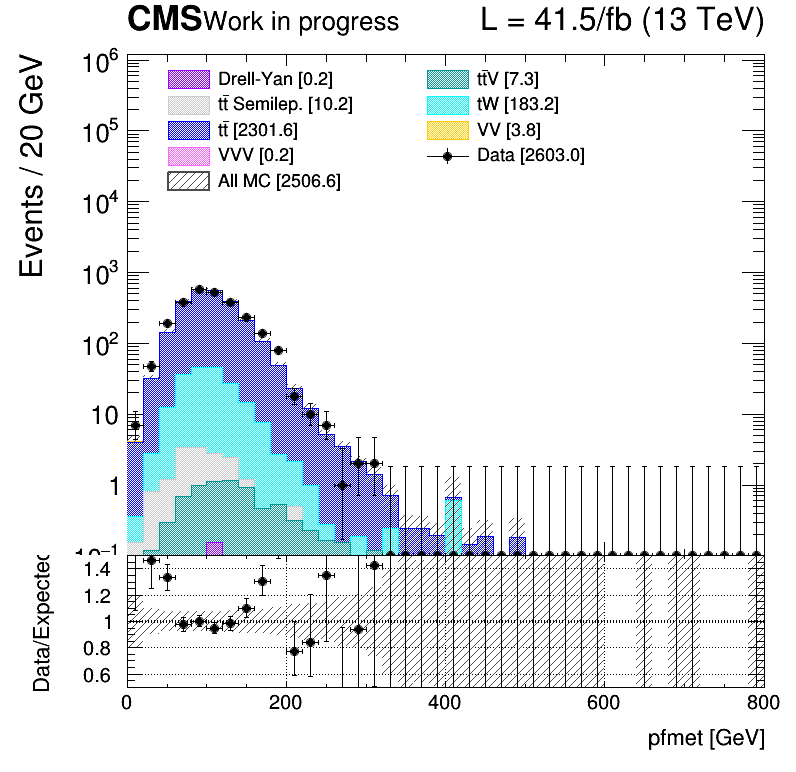 CMS Work in progress L = 41.5/fb (13 TeV)
Events / 20 GeV
10⁶
10⁵
10⁴
10³
10²
10
1
10⁻¹
Drell-Yan [0.2]
tt̄ Semilep. [10.2]
tt̄ [2301.6]
VVV [0.2]
All MC [2506.6]
tt̄V [7.3]
tW [183.2]
VV [3.8]
Data [2603.0]
Data/Expected
1.4
1.2
1
0.8
0.6
0 200 400 600 800
pfmet [GeV]